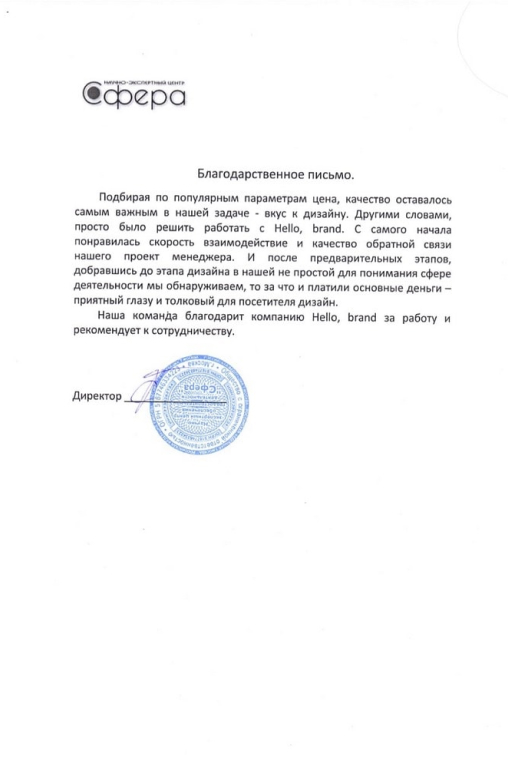 НАУЧНО-ЭКСПЕРТНЫЙ ЦЕНТР
Сфера
Благодарственное письмо.
Подбирая по популярным параметрам цена, качество оставалось
самым важным в нашей задаче - вкус к дизайну. Другими словами,
просто было решить работать с Hello, brand. С самого начала
понравилась скорость взаимодействие и качество обратной связи
нашего проект менеджера. И после предварительных этапов,
добравшись до этапа дизайна в нашей не простой для понимания сфере
деятельности мы обнаруживаем, то за что и платили основные деньги –
приятный глазу и толковый для посетителя дизайн.
Наша команда благодарит компанию Hello, brand за работу и
рекомендует к сотрудничеству.
Директор
"Сфера"